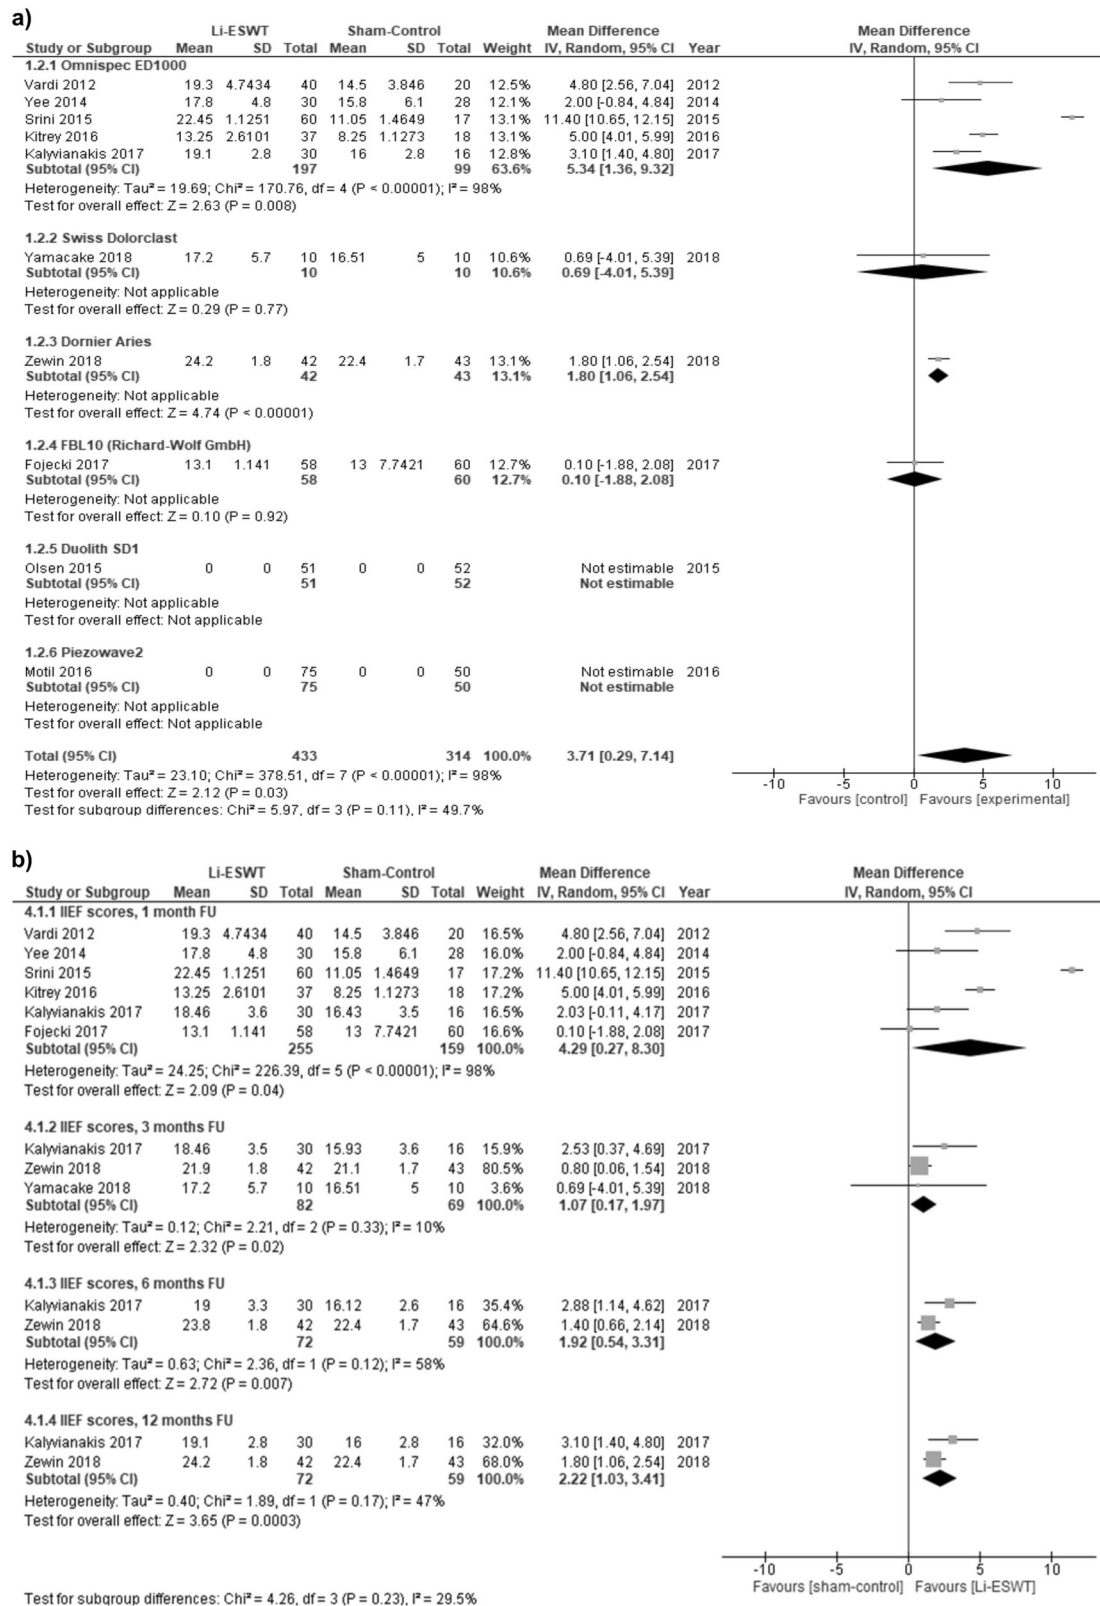 a)
Li-ESWT Sham-Control Mean Difference Mean Difference
Study or Subgroup Mean SD Total Mean SD Total Weight IV, Random, 95% CI Year IV, Random, 95% CI
1.2.1 Omnispec ED1000
Vardi 2012 19.3 4.7434 40 14.5 3.846 20 12.5% 4.80 [2.56, 7.04] 2012
Yee 2014 17.8 4.8 30 15.8 6.1 28 12.1% 2.00 [-0.84, 4.84] 2014
Srini 2015 22.45 1.1251 60 11.05 1.4649 17 13.1% 11.40 [10.65, 12.15] 2015
Kitrey 2016 13.25 2.6101 37 8.25 1.1273 18 13.1% 5.00 [4.01, 5.99] 2016
Kalyvianakis 2017 19.1 2.8 30 16 2.8 16 12.8% 3.10 [1.40, 4.80] 2017
Subtotal (95% CI) 197 99 63.6% 5.34 [1.36, 9.32]
Heterogeneity: Tau² = 19.69; Chi² = 170.76, df = 4 (P < 0.00001); I² = 98%
Test for overall effect: Z = 2.63 (P = 0.008)
1.2.2 Swiss Dolorclast
Yamacake 2018 17.2 5.7 10 16.51 5 10 10.6% 0.69 [-4.01, 5.39] 2018
Subtotal (95% CI) 10 10 10.6% 0.69 [-4.01, 5.39]
Heterogeneity: Not applicable
Test for overall effect: Z = 0.29 (P = 0.77)
1.2.3 Dornier Aries
Zewin 2018 24.2 1.8 42 22.4 1.7 43 13.1% 1.80 [1.06, 2.54] 2018
Subtotal (95% CI) 42 43 13.1% 1.80 [1.06, 2.54]
Heterogeneity: Not applicable
Test for overall effect: Z = 4.74 (P < 0.00001)
1.2.4 FBL10 (Richard-Wolf GmbH)
Fojecki 2017 13.1 1.141 58 13 7.7421 60 12.7% 0.10 [-1.88, 2.08] 2017
Subtotal (95% CI) 58 60 12.7% 0.10 [-1.88, 2.08]
Heterogeneity: Not applicable
Test for overall effect: Z = 0.10 (P = 0.92)
1.2.5 Duolith SD1
Olsen 2015 0 0 51 0 0 52 Not estimable 2015
Subtotal (95% CI) 51 52 Not estimable
Heterogeneity: Not applicable
Test for overall effect: Not applicable
1.2.6 Piezowave2
Motil 2016 0 0 75 0 0 50 Not estimable 2016
Subtotal (95% CI) 75 50 Not estimable
Heterogeneity: Not applicable
Test for overall effect: Not applicable
Total (95% CI) 433 314 100.0% 3.71 [0.29, 7.14]
Heterogeneity: Tau² = 23.10; Chi² = 378.51, df = 7 (P < 0.00001); I² = 98%
Test for overall effect: Z = 2.12 (P = 0.03)
Test for subgroup differences: Chi² = 5.97, df = 3 (P = 0.11), I² = 49.7%
-10 -5 0 5 10
Favours [control] Favours [experimental]
b)
Li-ESWT Sham-Control Mean Difference Mean Difference
Study or Subgroup Mean SD Total Mean SD Total Weight IV, Random, 95% CI Year IV, Random, 95% CI
4.1.1 IIEF scores, 1 month FU
Vardi 2012 19.3 4.7434 40 14.5 3.846 20 16.5% 4.80 [2.56, 7.04] 2012
Yee 2014 17.8 4.8 30 15.8 6.1 28 16.0% 2.00 [-0.84, 4.84] 2014
Srini 2015 22.45 1.1251 60 11.05 1.4649 17 17.2% 11.40 [10.65, 12.15] 2015
Kitrey 2016 13.25 2.6101 37 8.25 1.1273 18 17.2% 5.00 [4.01, 5.99] 2016
Kalyvianakis 2017 18.46 3.6 30 16.43 3.5 16 16.5% 2.03 [-0.11, 4.17] 2017
Fojecki 2017 13.1 1.141 58 13 7.7421 60 16.6% 0.10 [-1.88, 2.08] 2017
Subtotal (95% CI) 255 159 100.0% 4.29 [0.27, 8.30]
Heterogeneity: Tau² = 24.25; Chi² = 226.39, df = 5 (P < 0.00001); I² = 98%
Test for overall effect: Z = 2.09 (P = 0.04)
4.1.2 IIEF scores, 3 months FU
Kalyvianakis 2017 18.46 3.5 30 15.93 3.6 16 15.9% 2.53 [0.37, 4.69] 2017
Zewin 2018 21.9 1.8 42 21.1 1.7 43 80.5% 0.80 [0.06, 1.54] 2018
Yamacake 2018 17.2 5.7 10 16.51 5 10 3.6% 0.69 [-4.01, 5.39] 2018
Subtotal (95% CI) 82 69 100.0% 1.07 [0.17, 1.97]
Heterogeneity: Tau² = 0.12; Chi² = 2.21, df = 2 (P = 0.33); I² = 10%
Test for overall effect: Z = 2.32 (P = 0.02)
4.1.3 IIEF scores, 6 months FU
Kalyvianakis 2017 19 3.3 30 16.12 2.6 16 35.4% 2.88 [1.14, 4.62] 2017
Zewin 2018 23.8 1.8 42 22.4 1.7 43 64.6% 1.40 [0.66, 2.14] 2018
Subtotal (95% CI) 72 59 100.0% 1.92 [0.54, 3.31]
Heterogeneity: Tau² = 0.63; Chi² = 2.36, df = 1 (P = 0.12); I² = 58%
Test for overall effect: Z = 2.72 (P = 0.007)
4.1.4 IIEF scores, 12 months FU
Kalyvianakis 2017 19.1 2.8 30 16 2.8 16 32.0% 3.10 [1.40, 4.80] 2017
Zewin 2018 24.2 1.8 42 22.4 1.7 43 68.0% 1.80 [1.06, 2.54] 2018
Subtotal (95% CI) 72 59 100.0% 2.22 [1.03, 3.41]
Heterogeneity: Tau² = 0.40; Chi² = 1.89, df = 1 (P = 0.17); I² = 47%
Test for overall effect: Z = 3.65 (P = 0.0003)
-10 -5 0 5 10
Favours [sham-control] Favours [Li-ESWT]
Test for subgroup differences: Chi² = 4.26, df = 3 (P = 0.23), I² = 29.5%